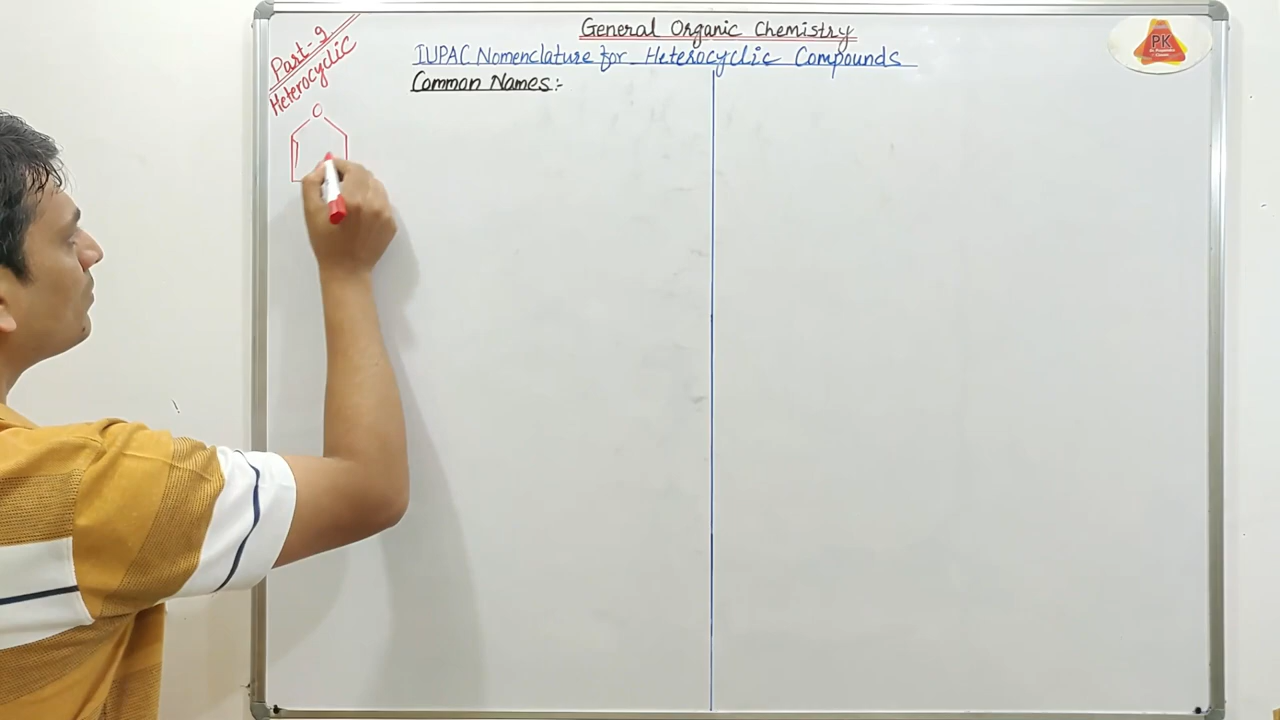 General Organic Chemistry
IUPAC Nomenclature for Heterocyclic Compounds
Part-9
Heterocyclic
Common Names:-
O
PK